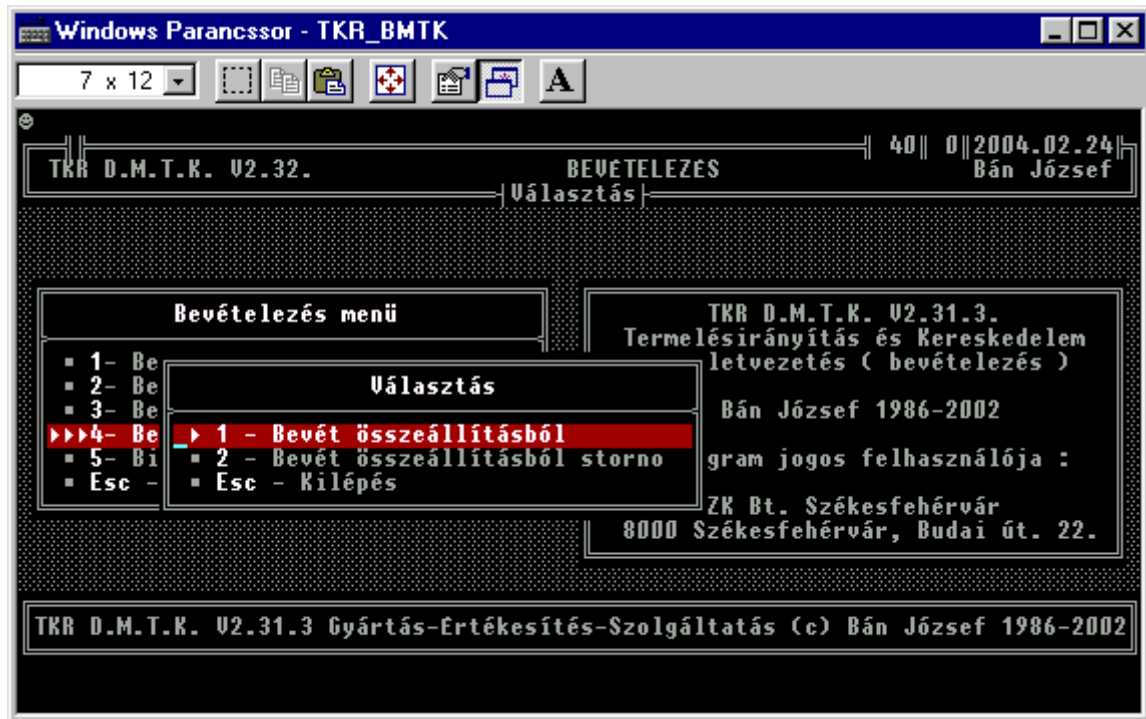 Windows Parancssor - TKR_BMTK
7 x 12
A
40 0 2004.02.24
TKR D.M.T.K. V2.32. BEVÉTELEZÉS Bán József
Választás
Bevételezés menü
1- Be
2- Be
3- Be
4- Be
5- Bi
Esc -
Választás
1 - Bevét összeállításból
2 - Bevét összeállításból storno
Esc - Kilépés
TKR D.M.T.K. V2.31.3.
Termelésirányítás és Kereskedelem
letvezetés ( bevételezés )
Bán József 1986-2002
gram jogos felhasználója :
ZK Bt. Székesfehérvár
8000 Székesfehérvár, Budai út. 22.
TKR D.M.T.K. V2.31.3 Gyártás-Értékesítés-Szolgáltatás (c) Bán József 1986-2002